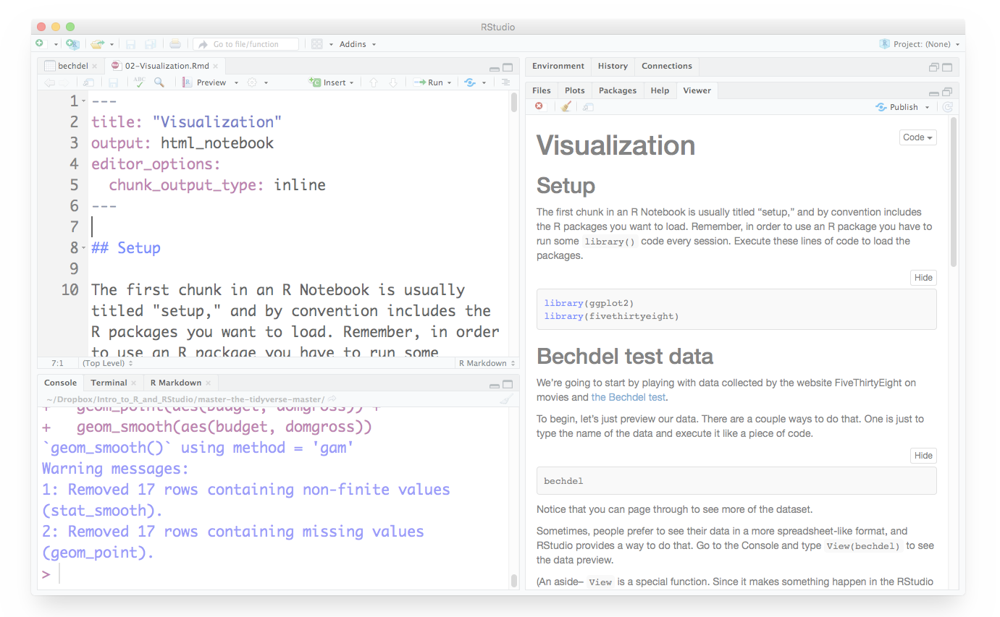 RStudio
Go to file/function
Addins
Project: (None)
bechdel
02-Visualization.Rmd
ABC
Preview
Insert
Run
1 ---
2 title: "Visualization"
3 output: html_notebook
4 editor_options:
5 chunk_output_type: inline
6 ---
7
8 ## Setup
9
10 The first chunk in an R Notebook is usually
titled "setup," and by convention includes the
R packages you want to load. Remember, in order
to use an R package you have to run some
7:1
(Top Level)
R Markdown
Console
Terminal
R Markdown
~/Dropbox/Intro_to_R_and_RStudio/master-the-tidyverse-master/
+ geom_point(aes(budget, domgross)) +
+ geom_smooth(aes(budget, domgross))
`geom_smooth()` using method = 'gam'
Warning messages:
1: Removed 17 rows containing non-finite values
(stat_smooth).
2: Removed 17 rows containing missing values
(geom_point).
>
Environment
History
Connections
Files
Plots
Packages
Help
Viewer
Publish
Visualization
Code
Setup
The first chunk in an R Notebook is usually titled “setup,” and by convention includes
the R packages you want to load. Remember, in order to use an R package you have to
run some library() code every session. Execute these lines of code to load the
packages.
Hide
library(ggplot2)
library(fivethirtyeight)
Bechdel test data
We’re going to start by playing with data collected by the website FiveThirtyEight on
movies and the Bechdel test.
To begin, let’s just preview our data. There are a couple ways to do that. One is just to
type the name of the data and execute it like a piece of code.
Hide
bechdel
Notice that you can page through to see more of the dataset.
Sometimes, people prefer to see their data in a more spreadsheet-like format, and
RStudio provides a way to do that. Go to the Console and type View(bechdel) to see
the data preview.
(An aside– View is a special function. Since it makes something happen in the RStudio